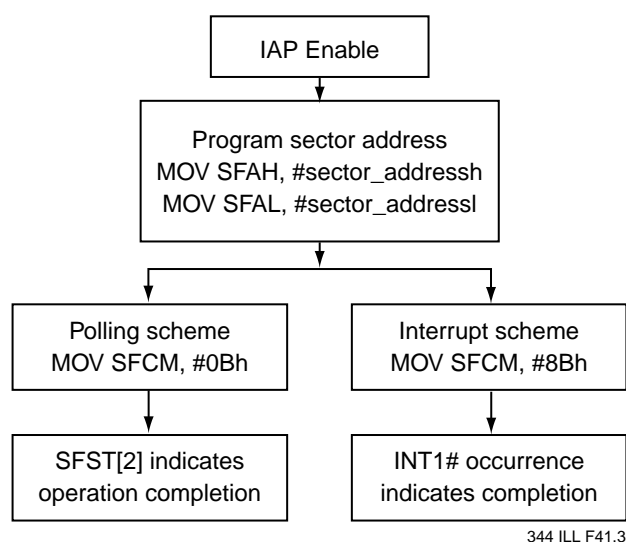 IAP Enable
Program sector address
MOV SFAH, #sector_addressh
MOV SFAL, #sector_addressl
Polling scheme
MOV SFCM, #0Bh
Interrupt scheme
MOV SFCM, #8Bh
SFST[2] indicates
operation completion
INT1# occurrence
indicates completion
344 ILL F41.3